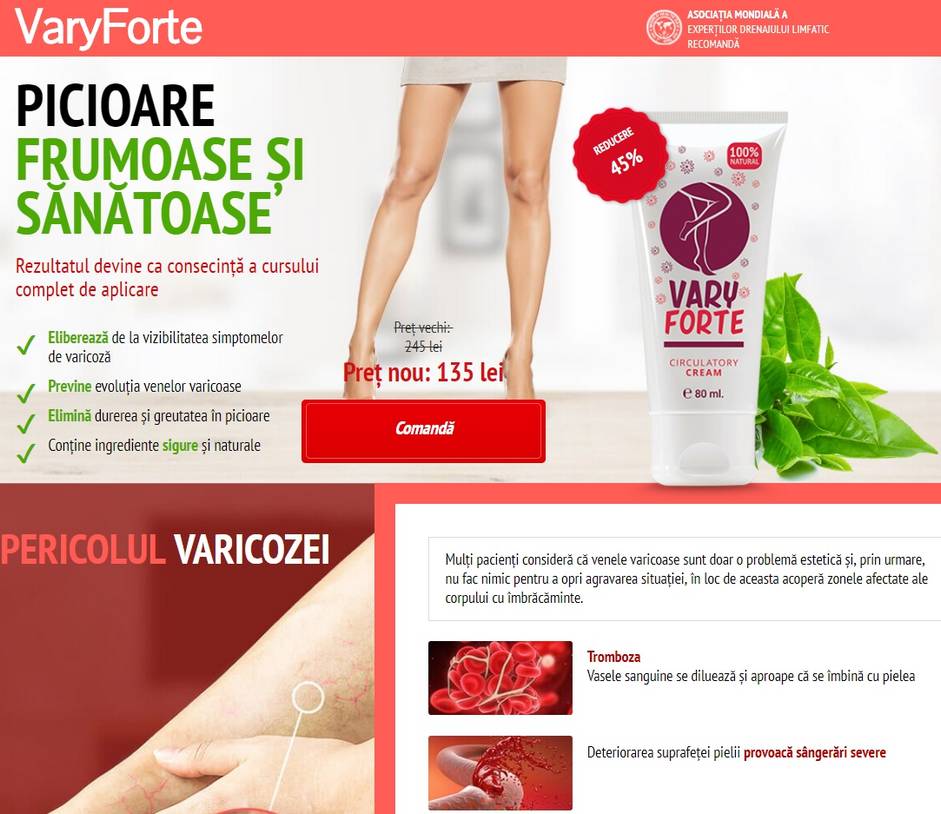 VaryForte
ASOCIAȚIA MONDIALĂ A
EXPERȚILOR DRENAJULUI LIMFATIC
RECOMANDĂ
PICIOARE
FRUMOASE ȘI
SĂNĂTOASE
Rezultatul devine ca consecință a cursului
complet de aplicare
Eliberează de la vizibilitatea simptomelor
de varicoză
Previne evoluția venelor varicoase
Elimină durerea și greutatea în picioare
Conține ingrediente sigure și naturale
Preț vechi:
245 lei
Preț nou: 135 lei
Comandă
REDUCERE
45%
100%
NATURAL
VARY
FORTE
CIRCULATORY
CREAM
℮ 80 ml.
PERICOLUL VARICOZEI
Mulți pacienți consideră că venele varicoase sunt doar o problemă estetică și, prin urmare,
nu fac nimic pentru a opri agravarea situației, în loc de aceasta acoperă zonele afectate ale
corpului cu îmbrăcăminte.
Tromboza
Vasele sanguine se diluează și aproape că se îmbină cu pielea
Deteriorarea suprafeței pielii provoacă sângerări severe